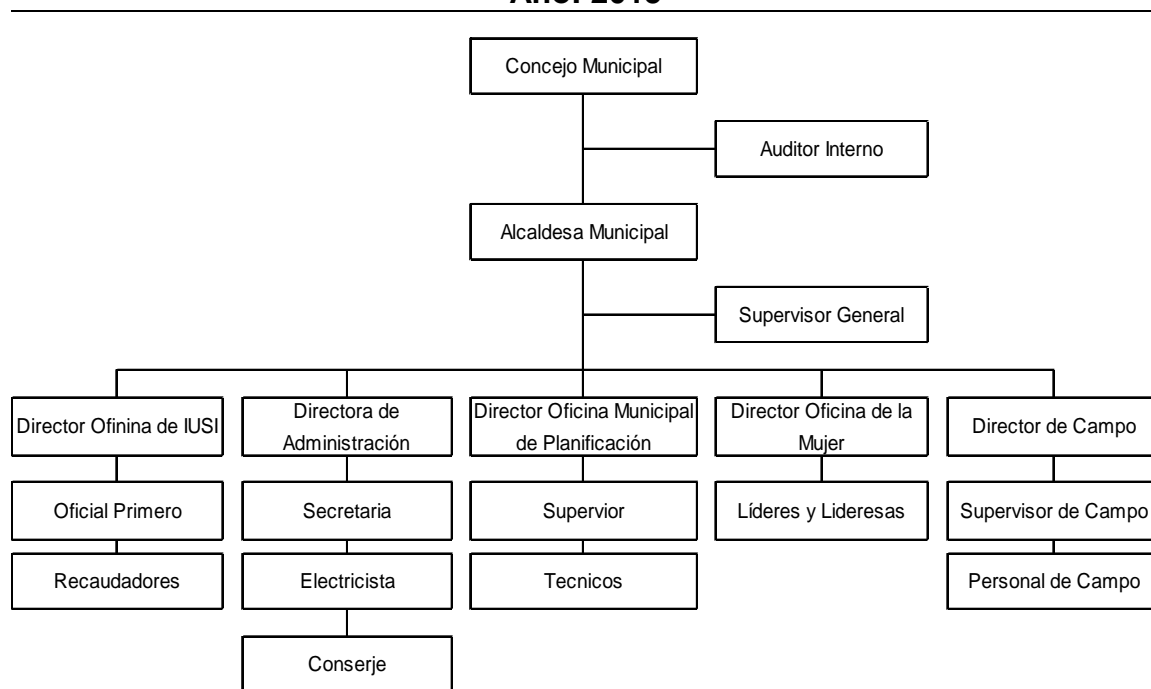 Concejo Municipal
Auditor Interno
Alcaldesa Municipal
Supervisor General
Director Ofinina de IUSI
Directora de
Administración
Director Oficina Municipal
de Planificación
Director Oficina de la
Mujer
Director de Campo
Oficial Primero
Secretaria
Supervior
Líderes y Lideresas
Supervisor de Campo
Recaudadores
Electricista
Tecnicos
Personal de Campo
Conserje